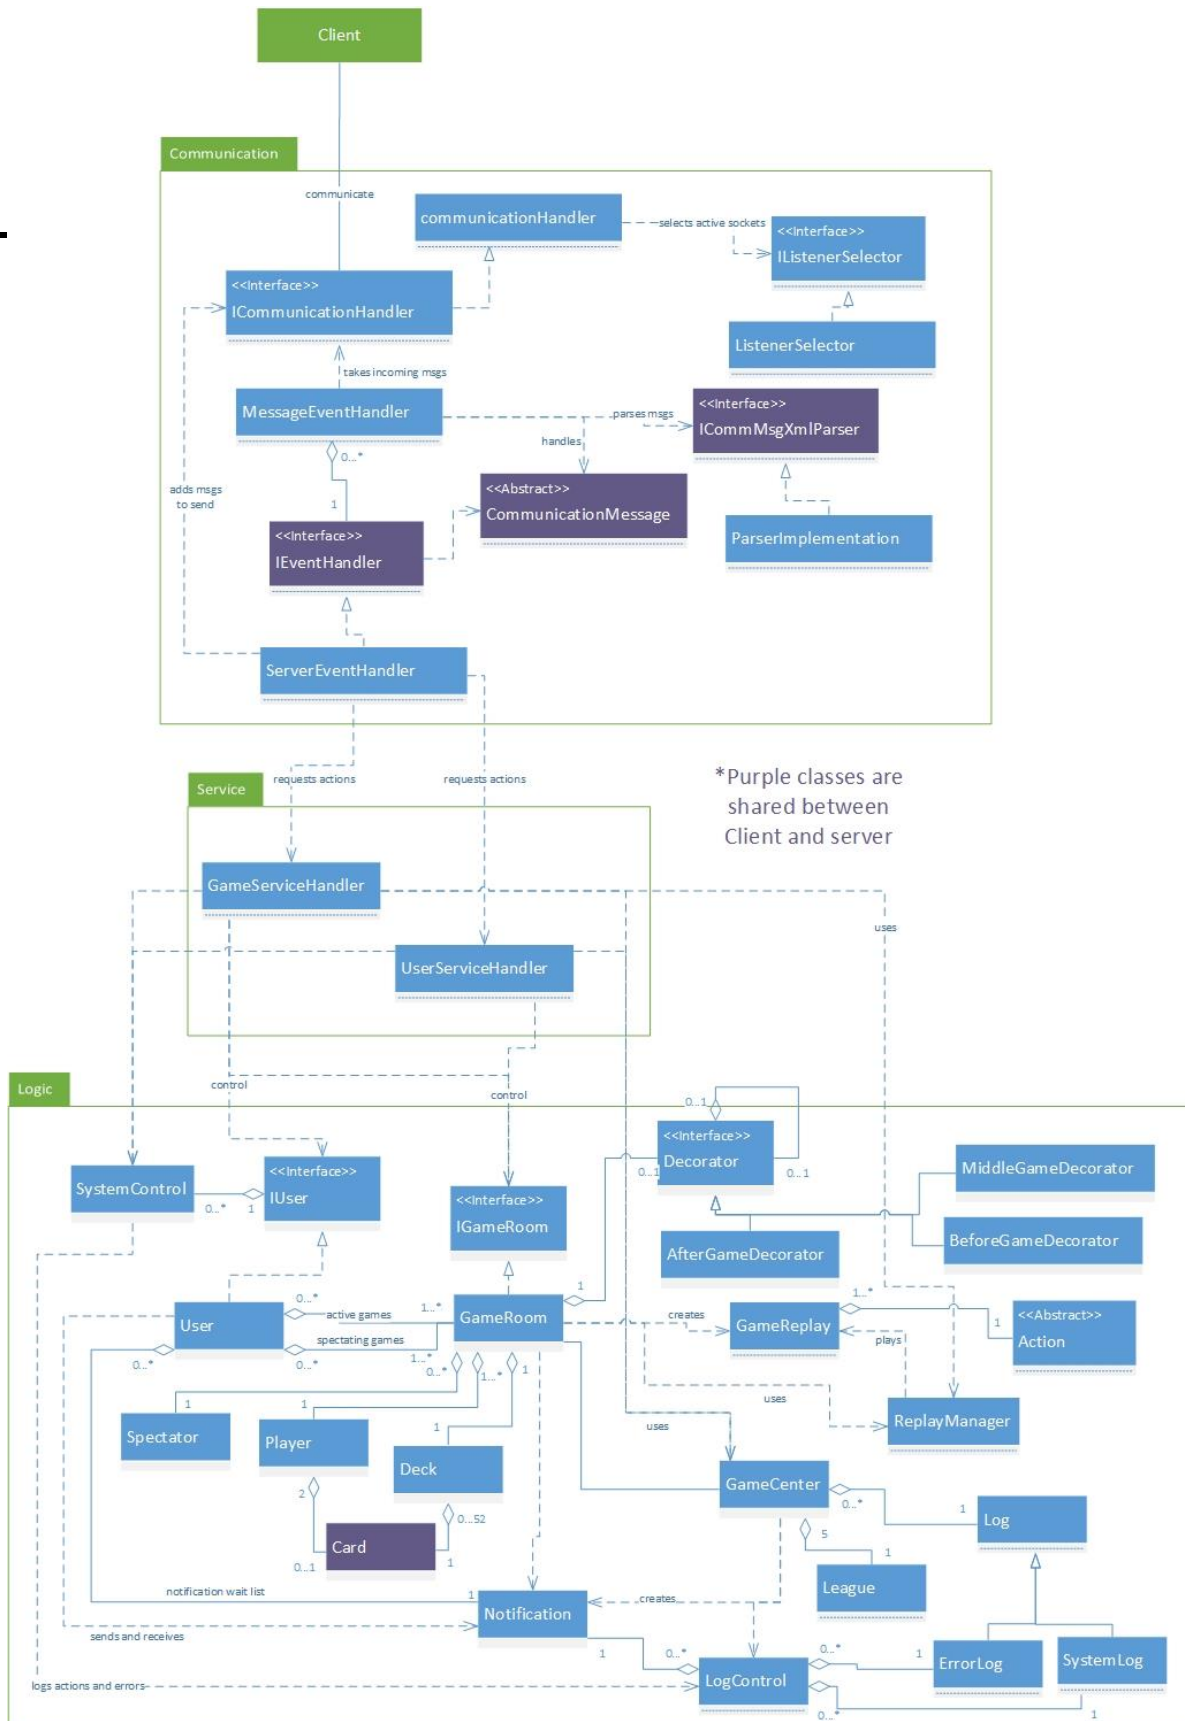 Client
Communication
communicate
communicationHandler
selects active sockets
<<Interface>>
IListenerSelector
<<Interface>>
ICommunicationHandler
ListenerSelector
takes incoming msgs
MessageEventHandler
parses msgs
<<Interface>>
ICommMsgXmlParser
handles
0...*
adds msgs
to send
1
<<Abstract>>
CommunicationMessage
<<Interface>>
IEventHandler
ParserImplementation
ServerEventHandler
requests actions
requests actions
*Purple classes are
shared between
Client and server
Service
GameServiceHandler
uses
UserServiceHandler
Logic
control
control
0...1
<<Interface>>
Decorator
0...1
0...1
MiddleGameDecorator
SystemControl
0...*
1
<<Interface>>
IUser
<<Interface>>
IGameRoom
BeforeGameDecorator
AfterGameDecorator
User
0...*
active games
1...*
spectating games
0...*
1...*
0...*
0...*
GameRoom
1
1...*
1
creates
GameReplay
1...*
1
<<Abstract>>
Action
plays
uses
ReplayManager
1
Spectator
1
Player
1
Deck
uses
GameCenter
0...*
1
Log
2
0...52
Card
0...1
1
5
1
League
notification wait list
1
Notification
creates
sends and receives
1
0...*
LogControl
0...*
1
ErrorLog
SystemLog
logs actions and errors
0...*
1